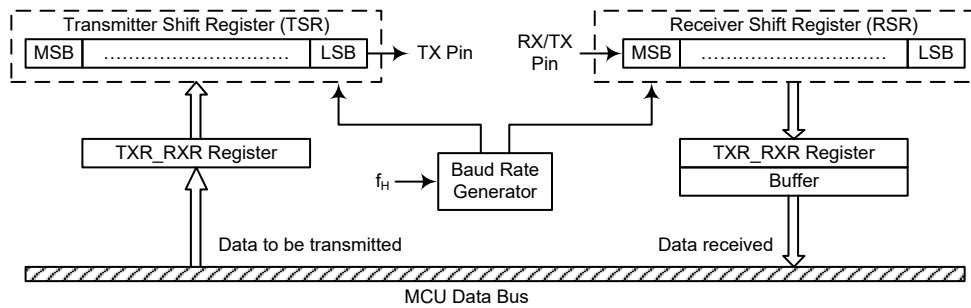 Transmitter Shift Register (TSR)
MSB ………………………… LSB
TX Pin
Receiver Shift Register (RSR)
RX/TX
Pin
MSB ………………………… LSB
TXR_RXR Register
fH
Baud Rate
Generator
TXR_RXR Register
Buffer
Data to be transmitted
Data received
MCU Data Bus